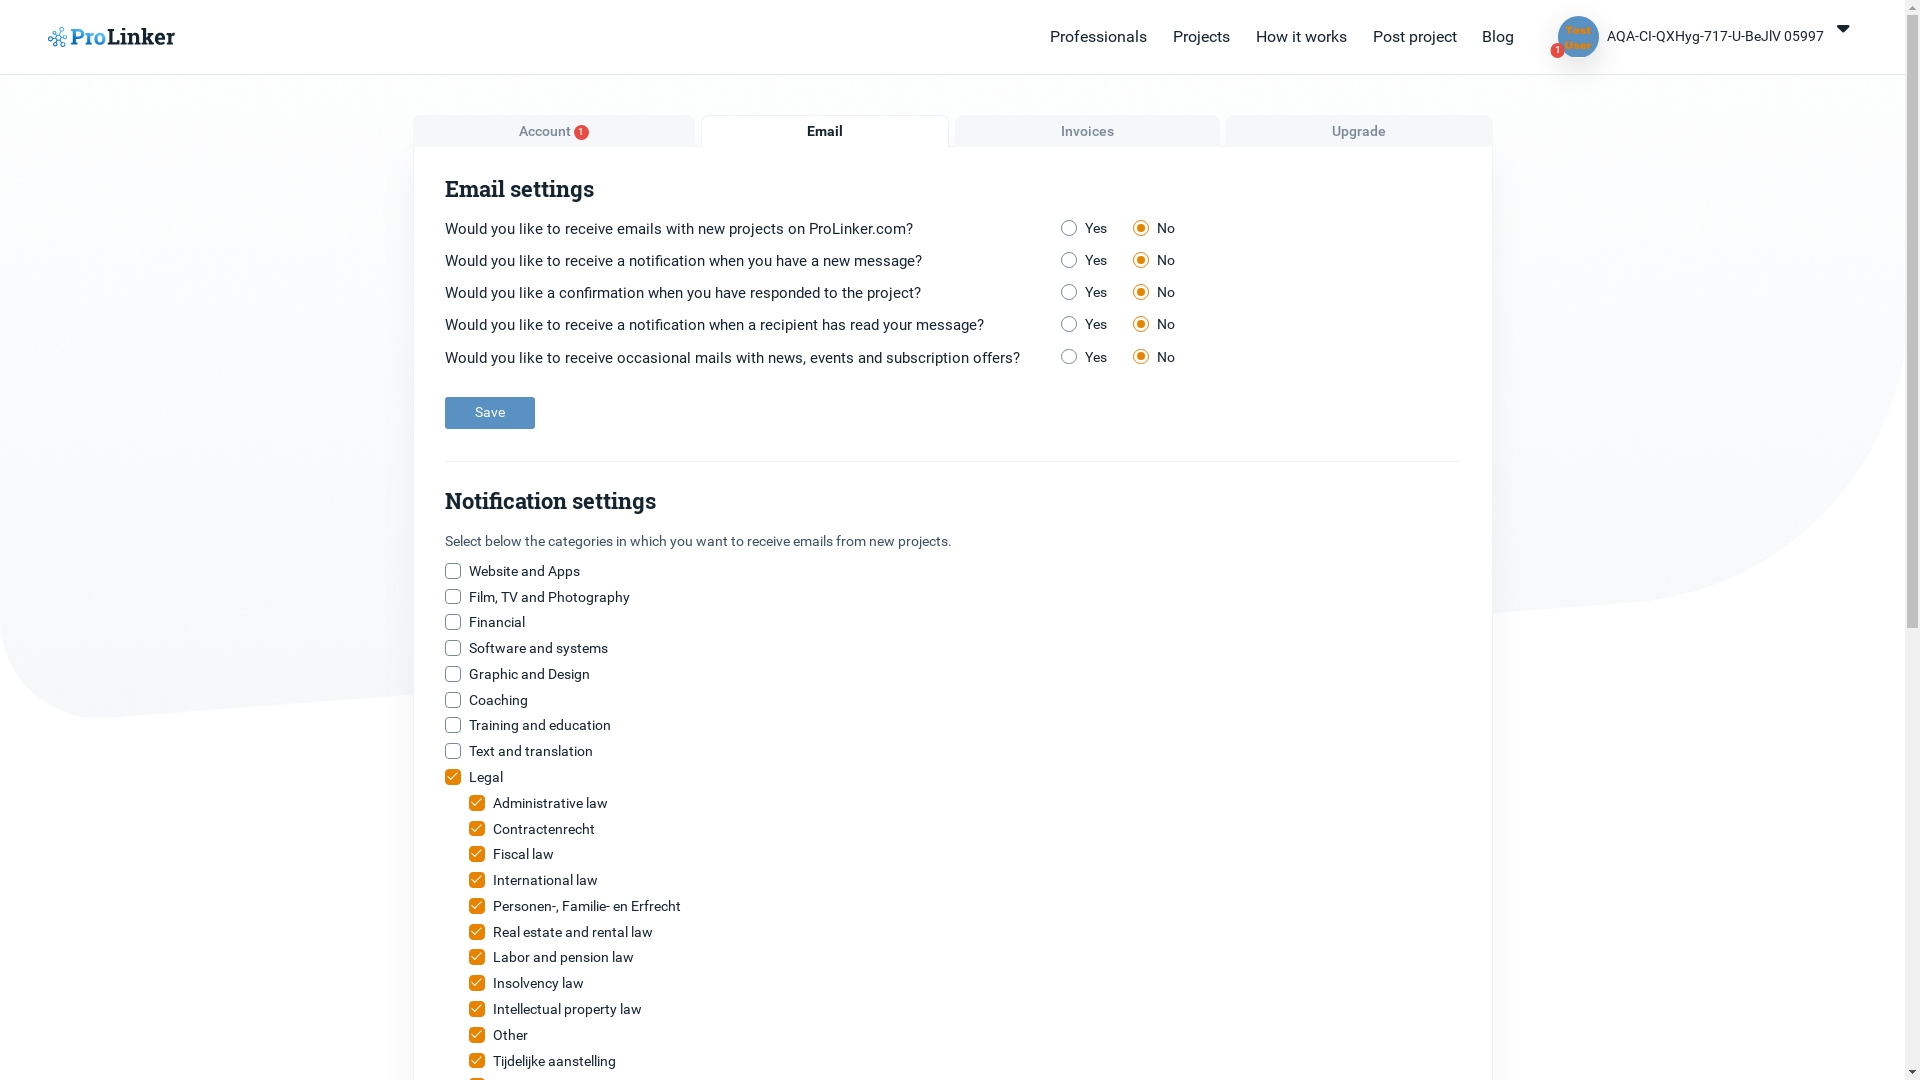 ProLinker
Professionals
Projects
How it works
Post project
Blog
Test
User
1
AQA-CI-QXHyg-717-U-BeJlV 05997
Account 1
Email
Invoices
Upgrade
Email settings
Would you like to receive emails with new projects on ProLinker.com? Yes No
Would you like to receive a notification when you have a new message? Yes No
Would you like a confirmation when you have responded to the project? Yes No
Would you like to receive a notification when a recipient has read your message? Yes No
Would you like to receive occasional mails with news, events and subscription offers? Yes No
Save
Notification settings
Select below the categories in which you want to receive emails from new projects.
Website and Apps
Film, TV and Photography
Financial
Software and systems
Graphic and Design
Coaching
Training and education
Text and translation
Legal
Administrative law
Contractenrecht
Fiscal law
International law
Personen-, Familie- en Erfrecht
Real estate and rental law
Labor and pension law
Insolvency law
Intellectual property law
Other
Tijdelijke aanstelling